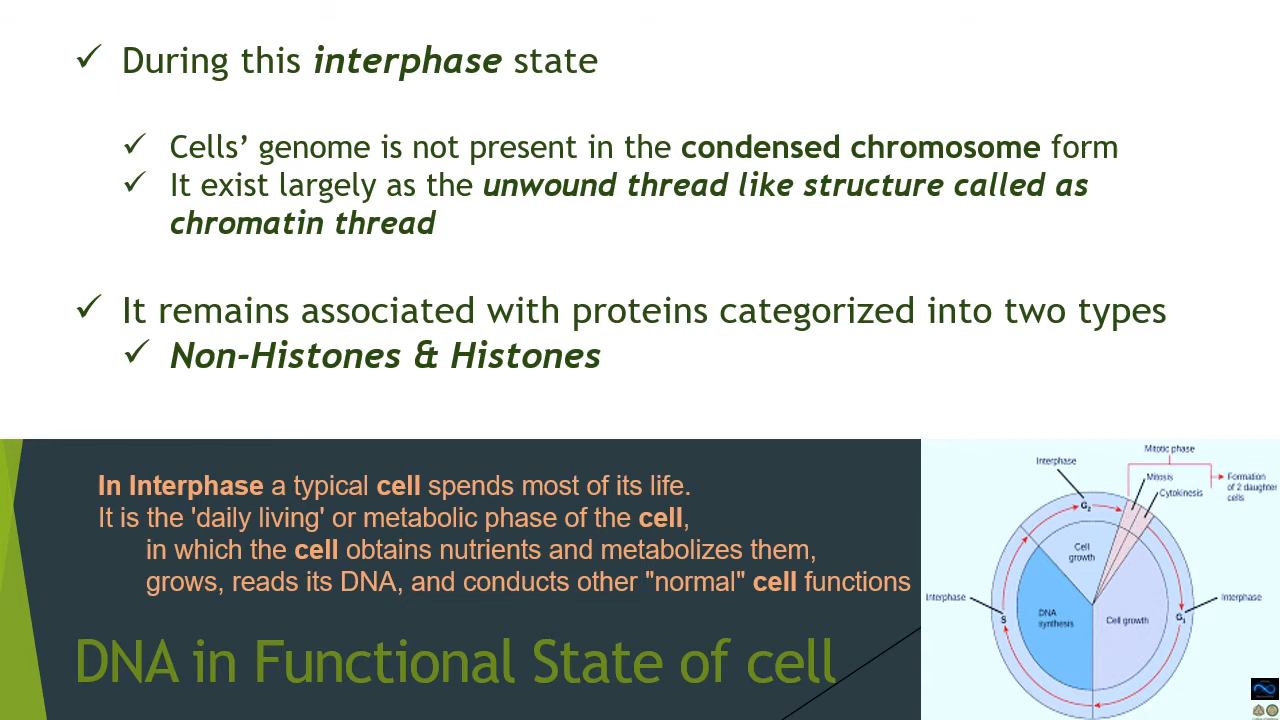 During this interphase state
Cells’ genome is not present in the condensed chromosome form
It exist largely as the unwound thread like structure called as
chromatin thread
It remains associated with proteins categorized into two types
Non-Histones & Histones
In Interphase a typical cell spends most of its life.
It is the 'daily living' or metabolic phase of the cell,
in which the cell obtains nutrients and metabolizes them,
grows, reads its DNA, and conducts other "normal" cell functions
DNA in Functional State of cell
Mitotic phase
Interphase
Mitosis
Formation
of 2 daughter
cells
Cytokinesis
G2
Cell
growth
Interphase
Interphase
S
DNA
synthesis
Cell growth
G1